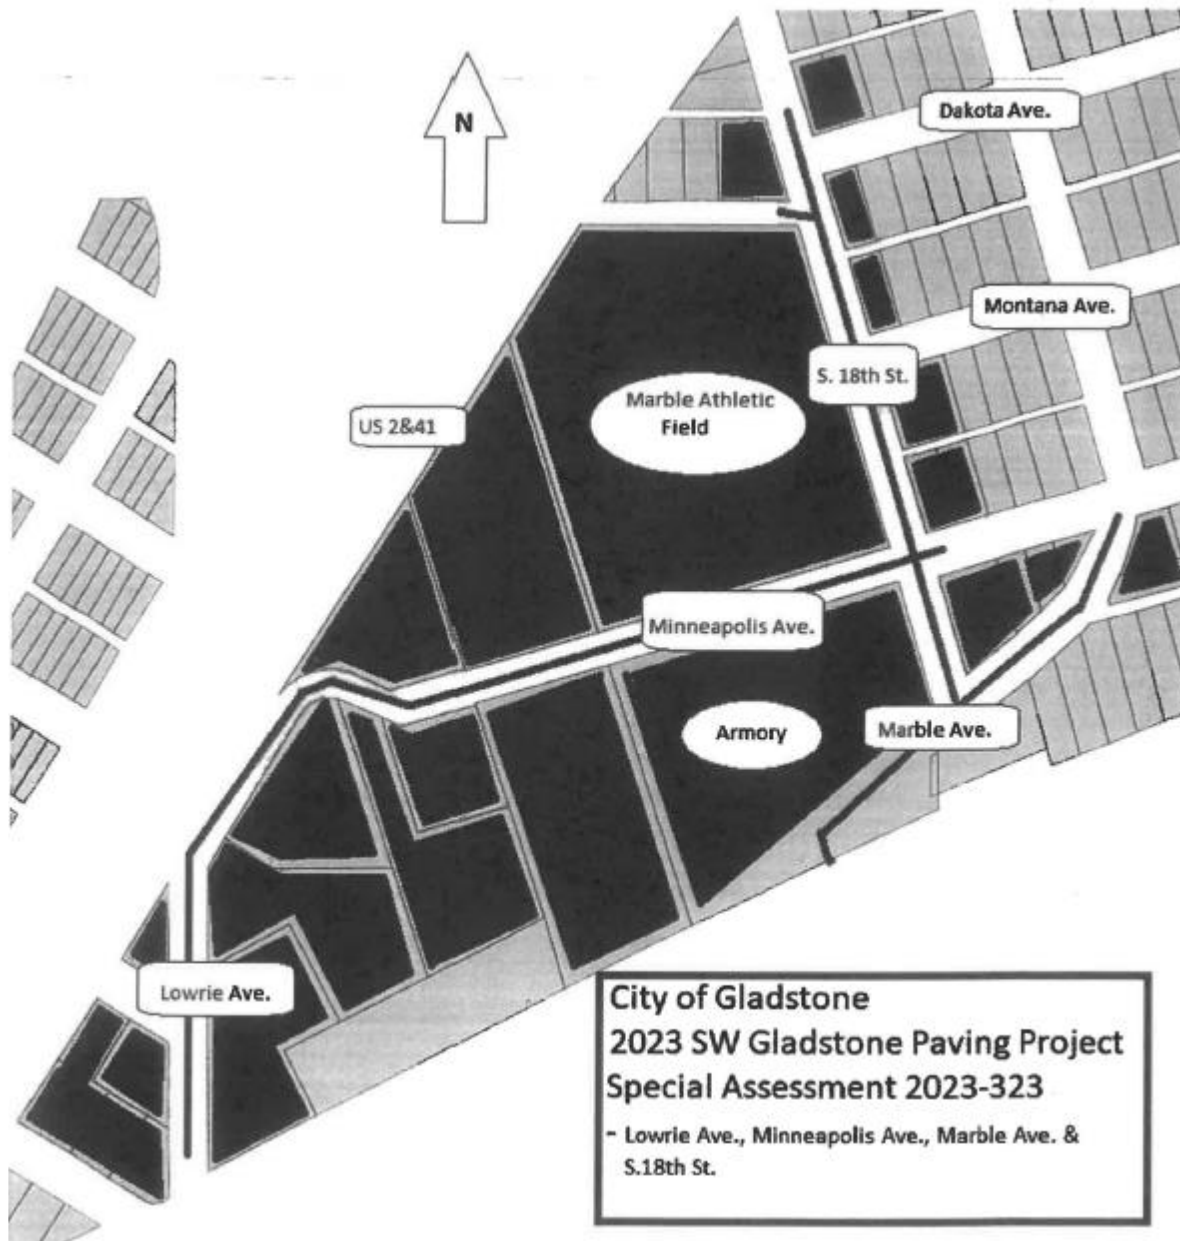 N
Dakota Ave.
Montana Ave.
S. 18th St.
Marble Athletic
Field
US 2&41
Minneapolis Ave.
Armory
Marble Ave.
Lowrie Ave.
City of Gladstone
2023 SW Gladstone Paving Project
Special Assessment 2023-323
- Lowrie Ave., Minneapolis Ave., Marble Ave. &
S.18th St.